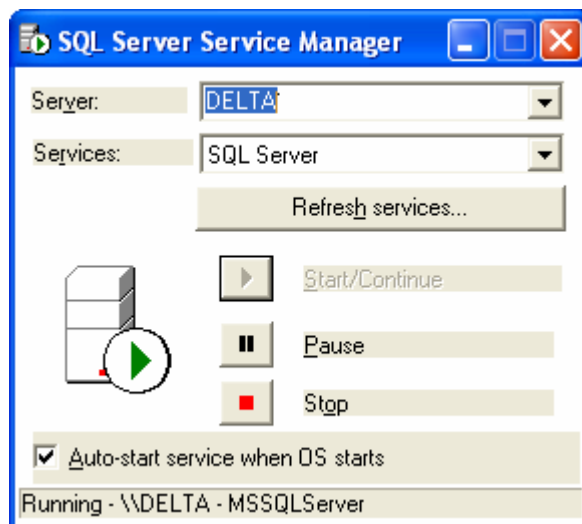 SQL Server Service Manager
Server:
DELTA
Services:
SQL Server
Refresh services...
Start/Continue
Pause
Stop
Auto-start service when OS starts
Running - \\DELTA - MSSQLServer